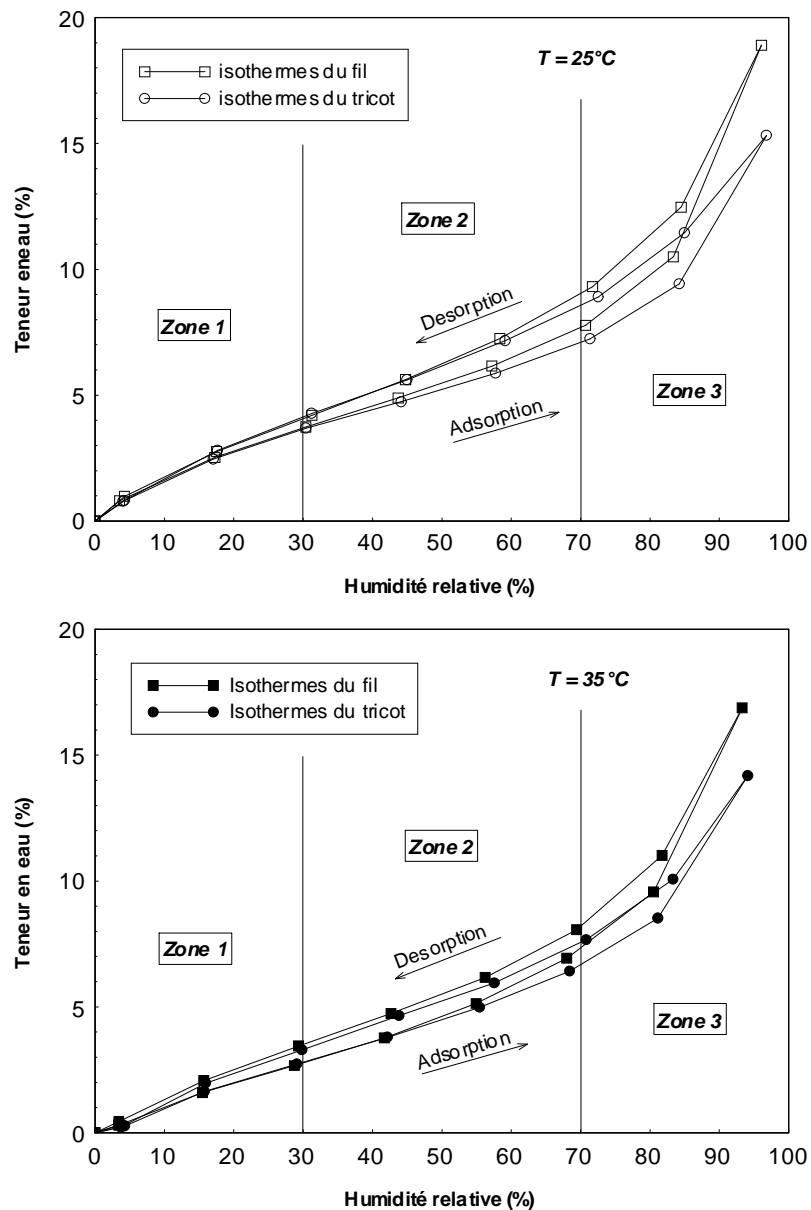 20
15
10
5
0
Teneur eneau (%)
isothermes du fil
isothermes du tricot
T = 25°C
Zone 1
Zone 2
Zone 3
Desorption
Adsorption
0 10 20 30 40 50 60 70 80 90 100
Humidité relative (%)
20
15
10
5
0
Teneur en eau (%)
Isothermes du fil
Isothermes du tricot
T = 35°C
Zone 1
Zone 2
Zone 3
Desorption
Adsorption
0 10 20 30 40 50 60 70 80 90 100
Humidité relative (%)